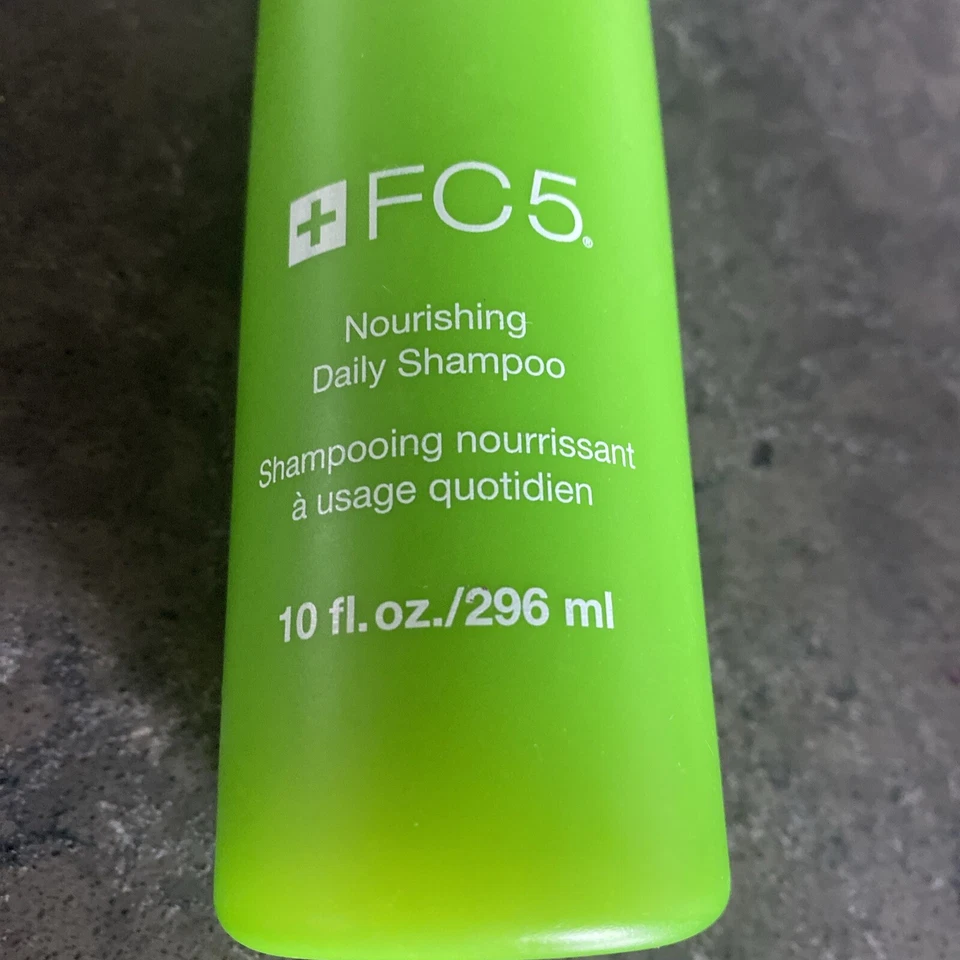 FC5®
Nourishing
Daily Shampoo
Shampooing nourrissant
à usage quotidien
10 fl. oz./296 ml